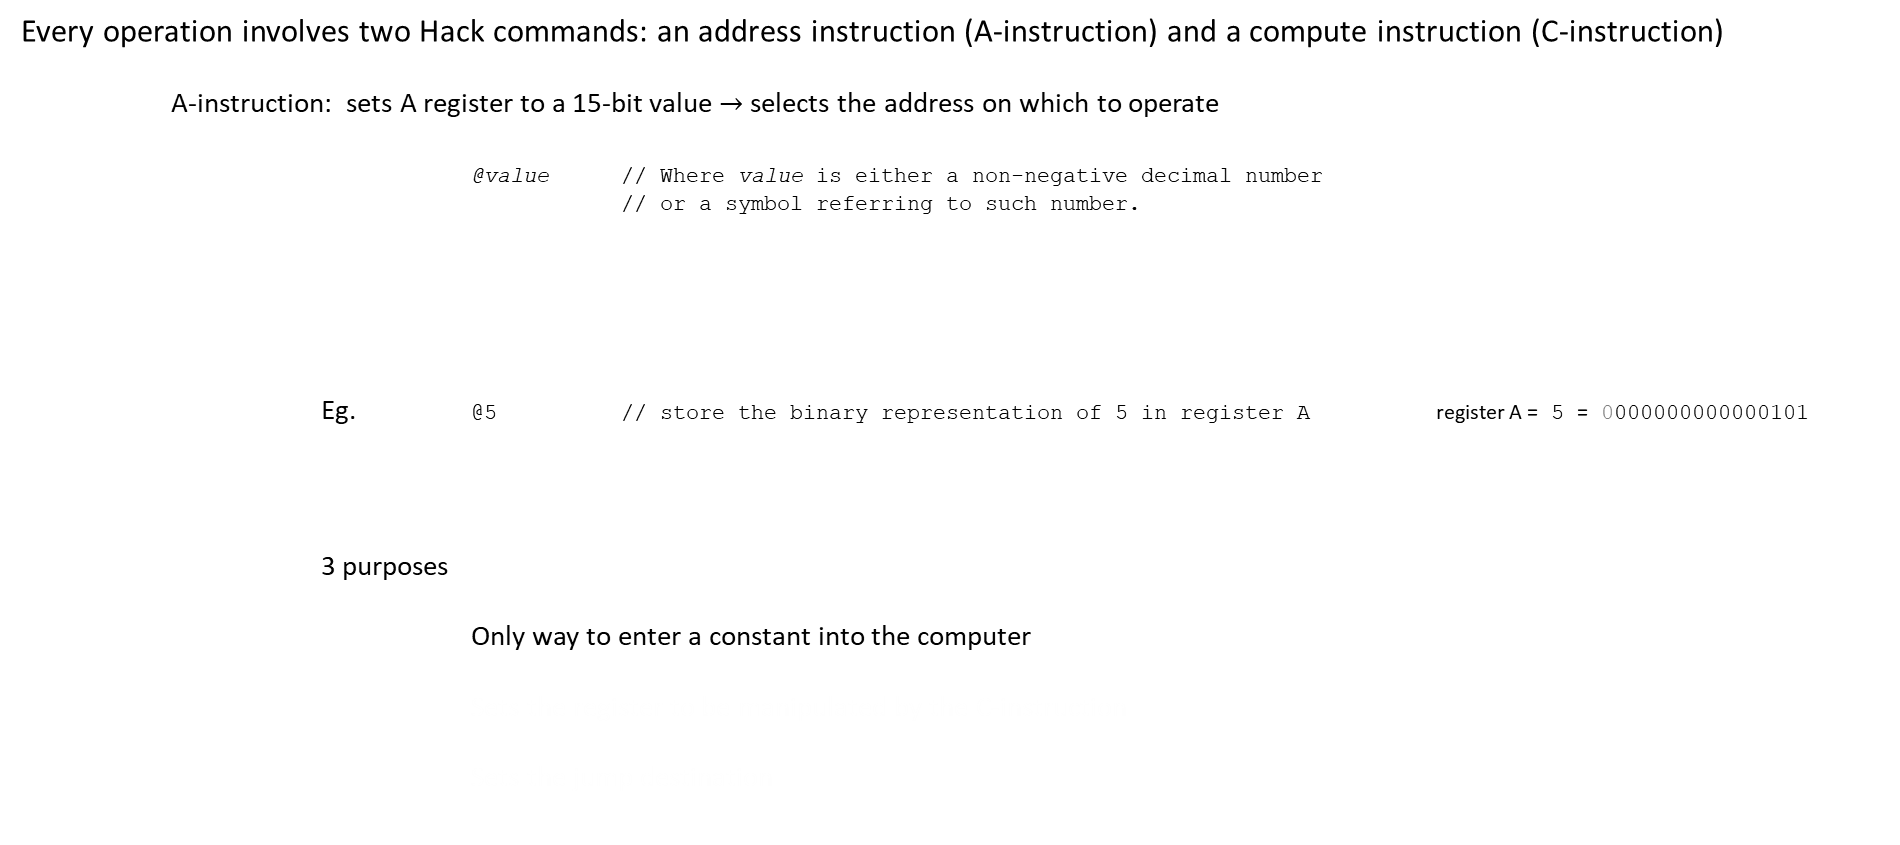 Every operation involves two Hack commands: an address instruction (A-instruction) and a compute instruction (C-instruction)
A-instruction: sets A register to a 15-bit value → selects the address on which to operate
@value // Where value is either a non-negative decimal number
// or a symbol referring to such number.
Eg. @5 // store the binary representation of 5 in register A register A = 5 = 0000000000000101
3 purposes
Only way to enter a constant into the computer